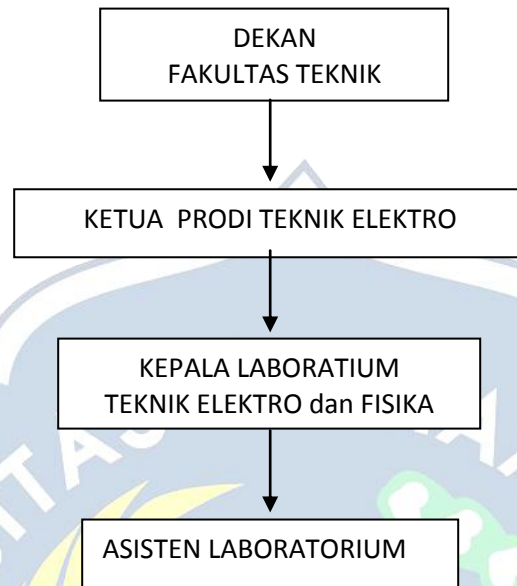 DEKAN
FAKULTAS TEKNIK
KETUA PRODI TEKNIK ELEKTRO
KEPALA LABORATIUM
TEKNIK ELEKTRO dan FISIKA
ASISTEN LABORATORIUM